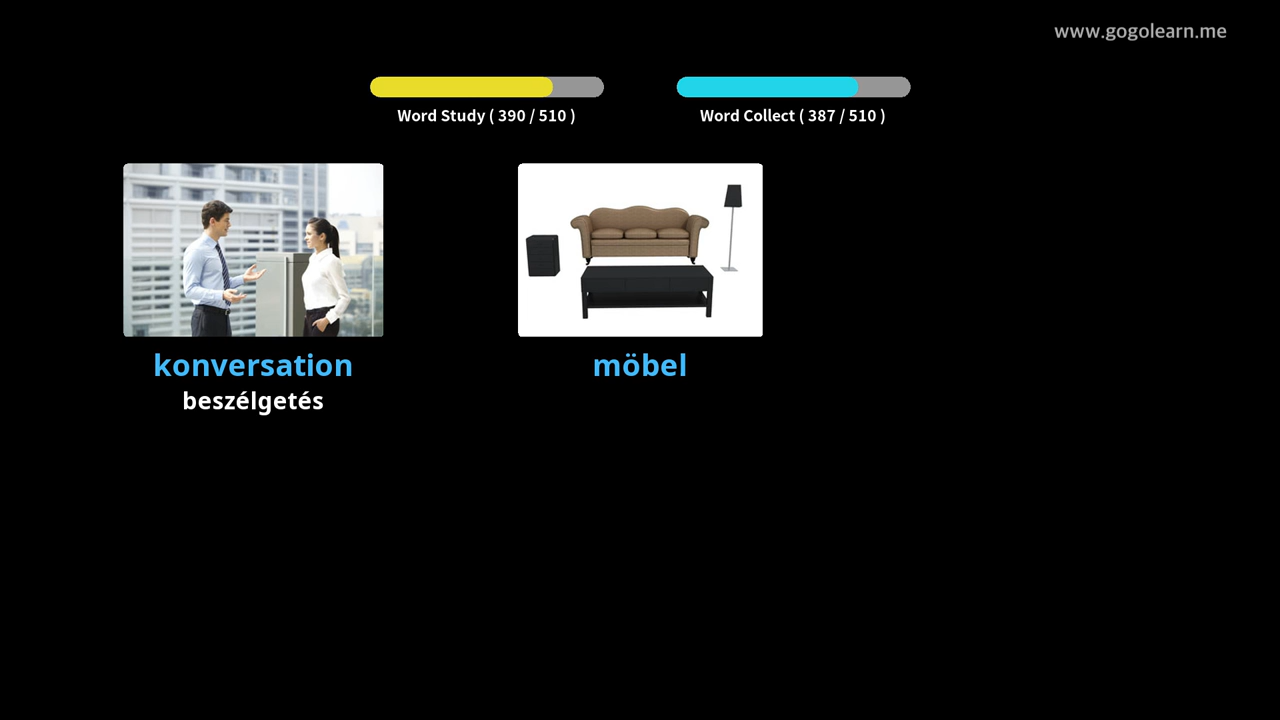 www.gogolearn.me
Word Study ( 390 / 510 )
Word Collect ( 387 / 510 )
konversation
beszélgetés
möbel